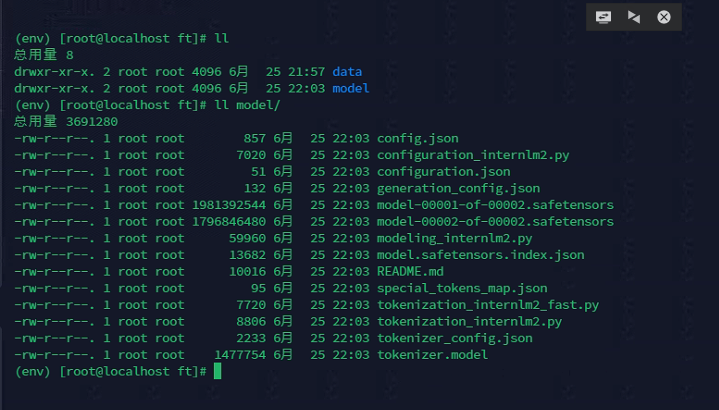 (env) [root@localhost ft]# ll
总用量 8
drwxr-xr-x. 2 root root 4096 6月  25 21:57 data
drwxr-xr-x. 2 root root 4096 6月  25 22:03 model
(env) [root@localhost ft]# ll model/
总用量 3691280
-rw-r--r--. 1 root root        857 6月  25 22:03 config.json
-rw-r--r--. 1 root root       7020 6月  25 22:03 configuration_internlm2.py
-rw-r--r--. 1 root root         51 6月  25 22:03 configuration.json
-rw-r--r--. 1 root root        132 6月  25 22:03 generation_config.json
-rw-r--r--. 1 root root 1981392544 6月  25 22:03 model-00001-of-00002.safetensors
-rw-r--r--. 1 root root 1796846480 6月  25 22:03 model-00002-of-00002.safetensors
-rw-r--r--. 1 root root      59960 6月  25 22:03 modeling_internlm2.py
-rw-r--r--. 1 root root      13682 6月  25 22:03 model.safetensors.index.json
-rw-r--r--. 1 root root      10016 6月  25 22:03 README.md
-rw-r--r--. 1 root root         95 6月  25 22:03 special_tokens_map.json
-rw-r--r--. 1 root root       7720 6月  25 22:03 tokenization_internlm2_fast.py
-rw-r--r--. 1 root root       8806 6月  25 22:03 tokenization_internlm2.py
-rw-r--r--. 1 root root       2233 6月  25 22:03 tokenizer_config.json
-rw-r--r--. 1 root root    1477754 6月  25 22:03 tokenizer.model
(env) [root@localhost ft]#